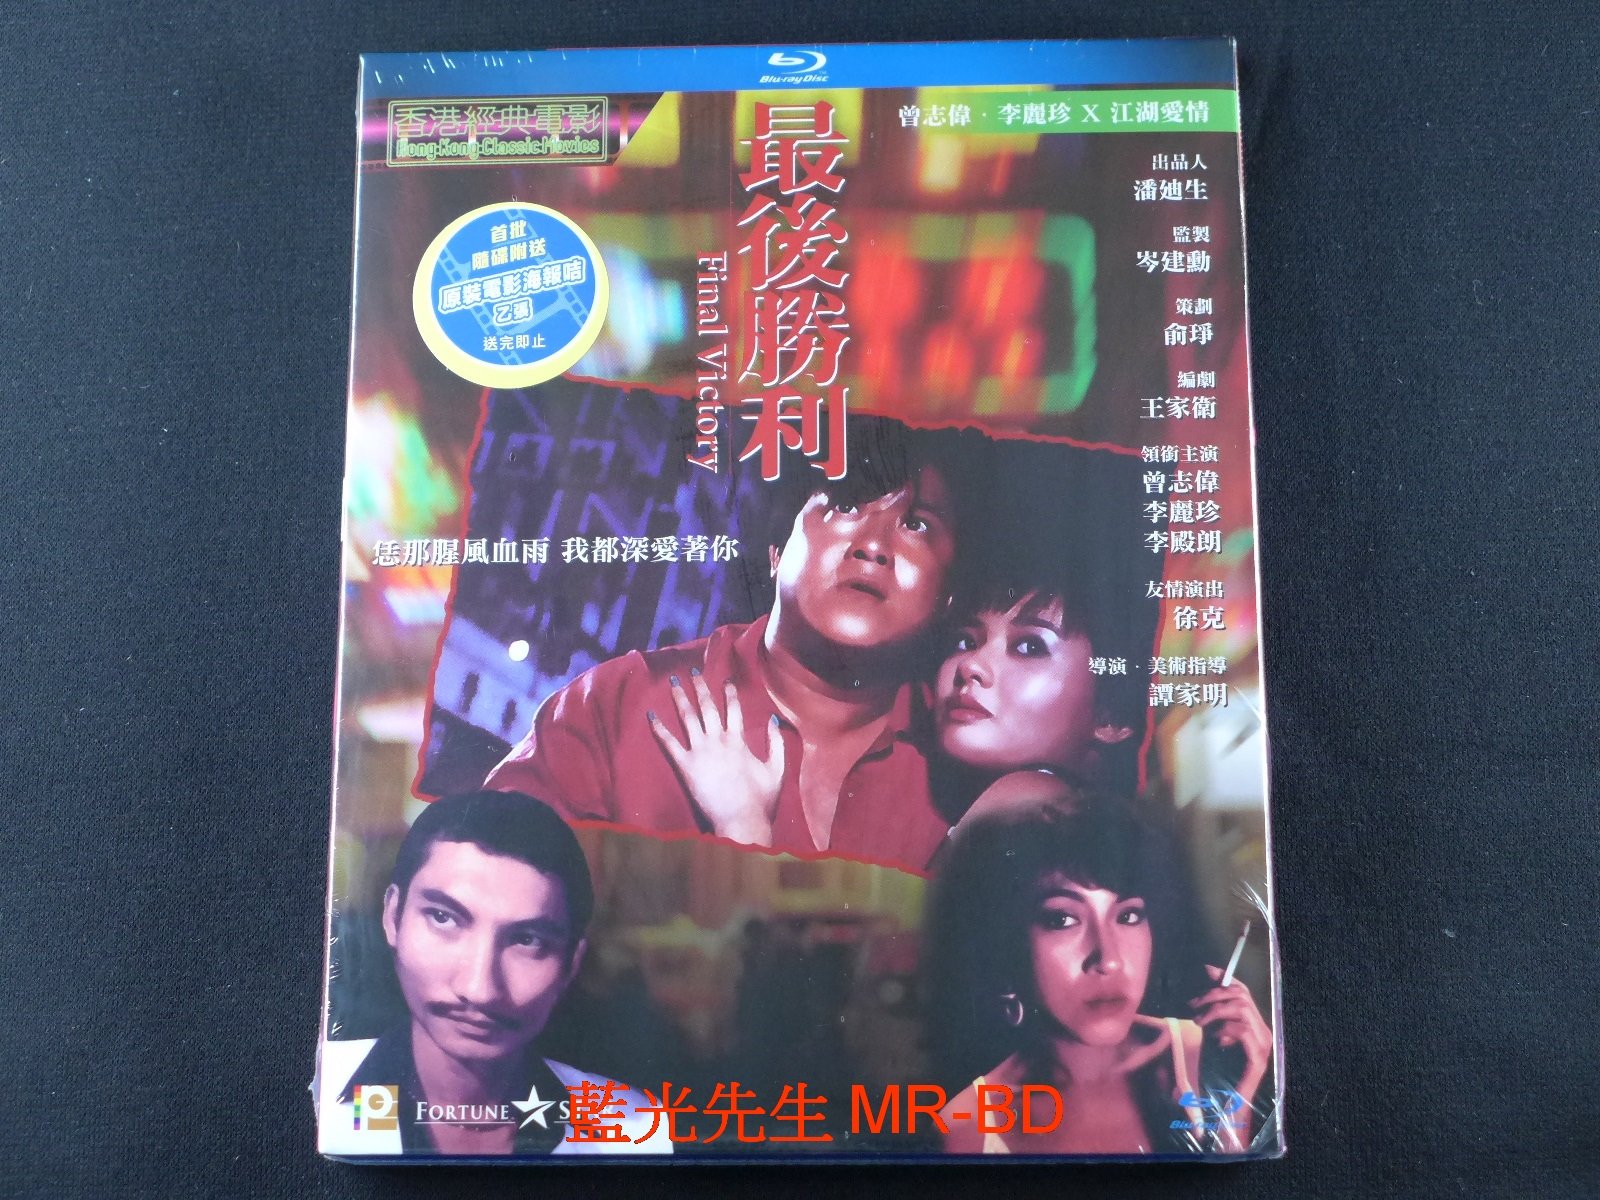 Blu-ray Disc
香港經典電影
Hong Kong Classic Movies
曾志偉．李麗珍 X 江湖愛情
最後勝利
Final Victory
首批
隨碟附送
原裝電影海報咭
乙張
送完即止
出品人
潘廸生
監製
岑建勳
策劃
俞琤
編劇
王家衛
領銜主演
曾志偉
李麗珍
李殿朗
友情演出
徐克
導演．美術指導
譚家明
恁那腥風血雨 我都深愛著你
FORTUNE STAR
藍光先生 MR-BD
Blu-ray Disc